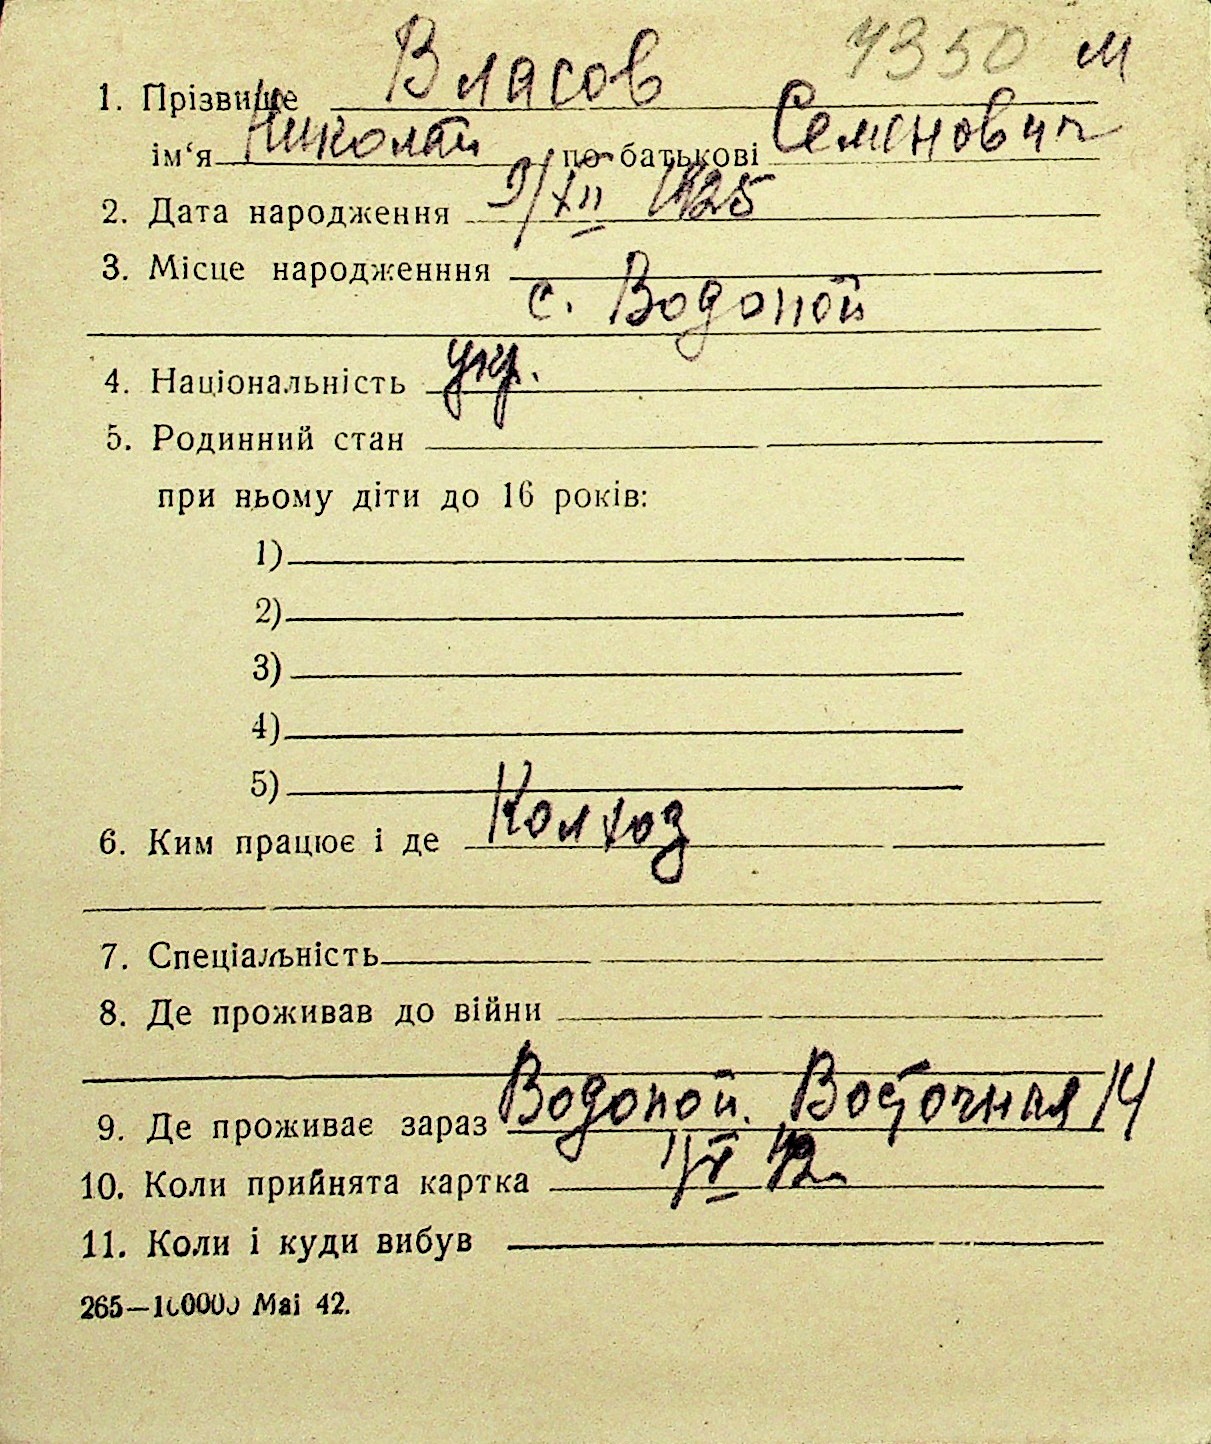 7350 м
1. Прізвище Власов
ім‘я Николай по-батькові Семенович
2. Дата народження 9/XII 1925
3. Місце народженння
с. Водопой
4. Національність укр.
5. Родинний стан
при ньому діти до 16 років:
1)
2)
3)
4)
5)
6. Ким працює і де Колхоз
7. Спеціальність
8. Де проживав до війни
9. Де проживає зараз Водопой. Восточная 14
10. Коли прийнята картка 42
11. Коли і куди вибув
265—100000 Mai 42.